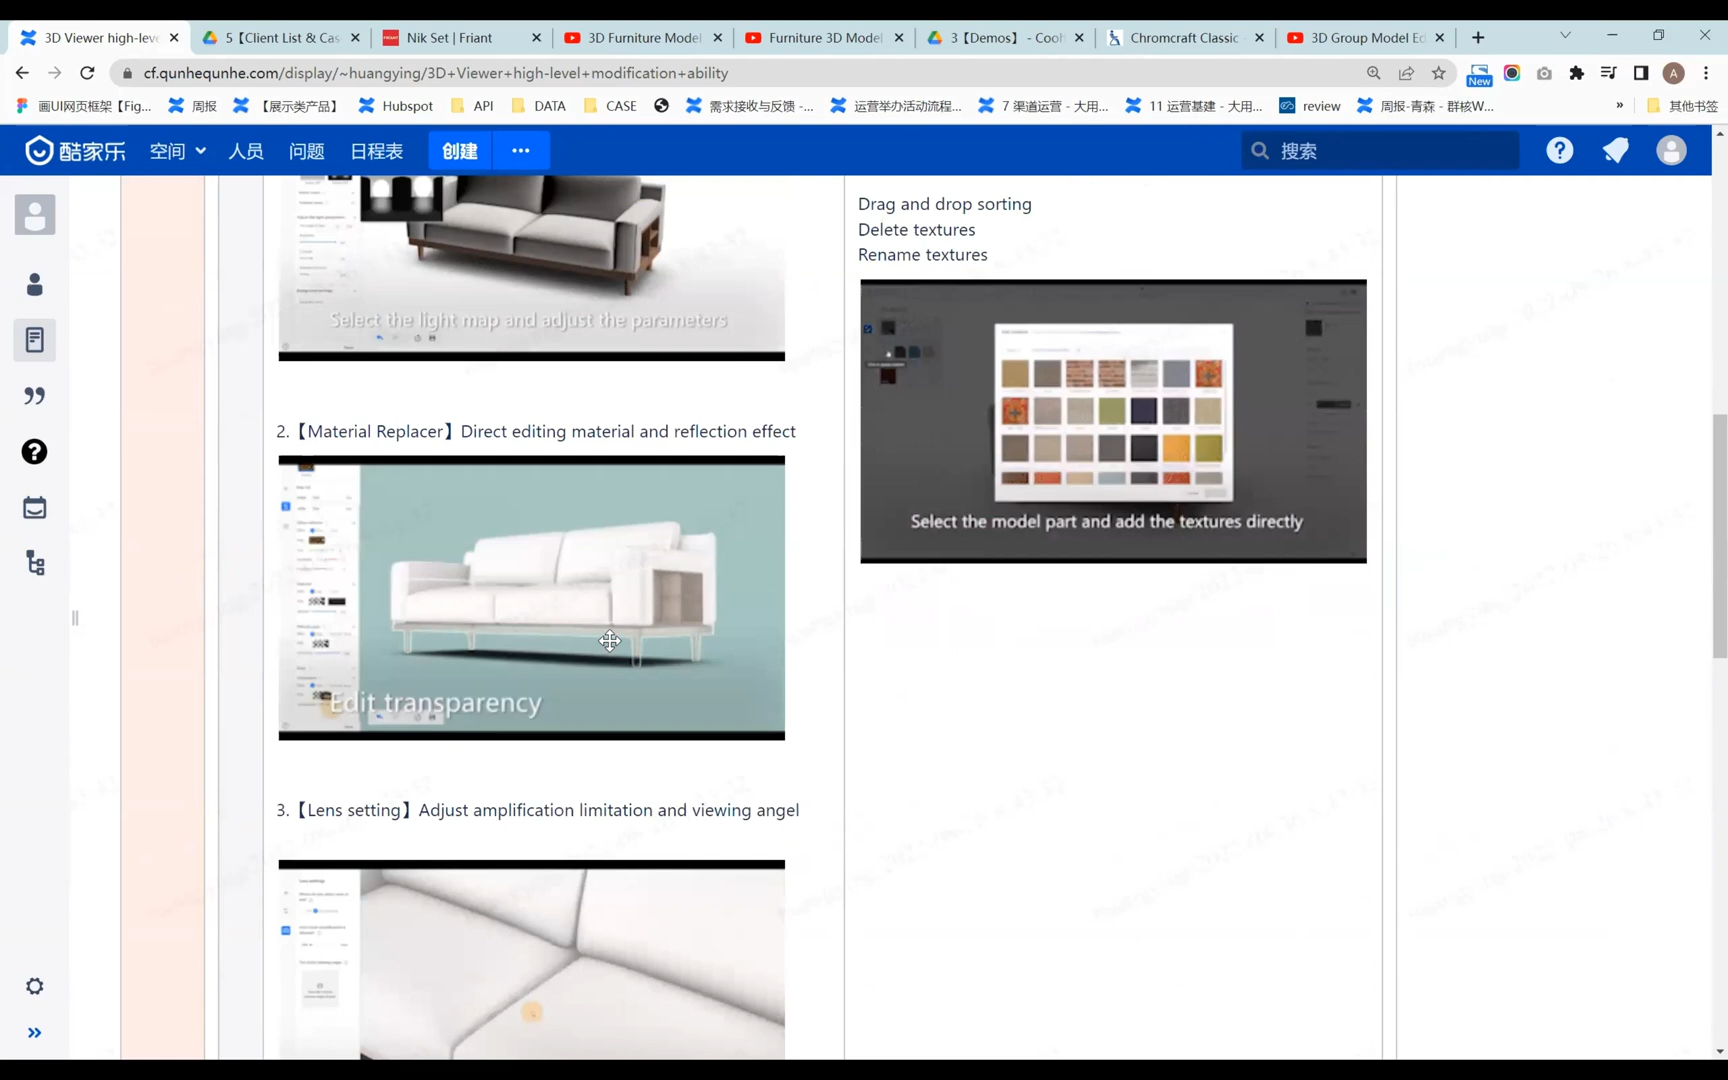 3D Viewer high-leve
5【Client List & Cas
Nik Set | Friant
3D Furniture Model
Furniture 3D Model
3【Demos】 - Cooh
Chromcraft Classic
3D Group Model Ed
cf.qunhequnhe.com/display/~huangying/3D+Viewer+high-level+modification+ability
New
A
画UI网页框架【Fig...
周报
【展示类产品】
Hubspot
API
DATA
CASE
需求接收与反馈 -...
运营举办活动流程...
7 渠道运营 - 大用...
11 运营基建 - 大用...
review
周报-青森 - 群核W...
»
其他书签
酷家乐
空间
人员
问题
日程表
创建
搜索
Select the light map and adjust the parameters
2.【Material Replacer】Direct editing material and reflection effect
Edit transparency
3.【Lens setting】Adjust amplification limitation and viewing angel
Drag and drop sorting
Delete textures
Rename textures
Select the model part and add the textures directly